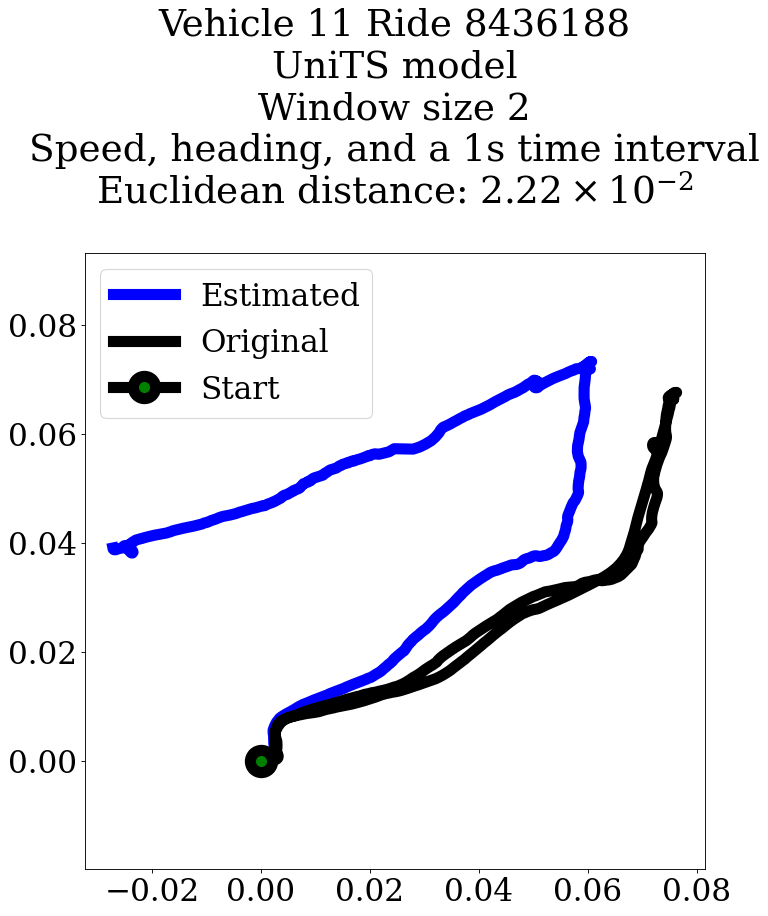 Vehicle 11 Ride 8436188
UniTS model
Window size 2
Speed, heading, and a 1s time interval
Euclidean distance: 2.22 × 10⁻²
Estimated
Original
Start
0.08
0.06
0.04
0.02
0.00
−0.02 0.00 0.02 0.04 0.06 0.08